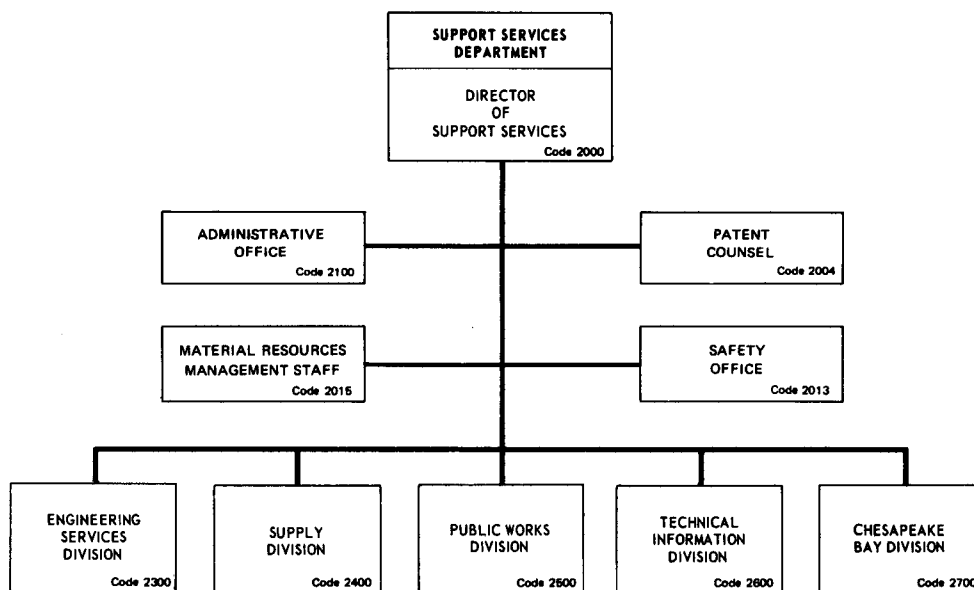 SUPPORT SERVICES
DEPARTMENT
DIRECTOR
OF
SUPPORT SERVICES
Code 2000
ADMINISTRATIVE
OFFICE
Code 2100
PATENT
COUNSEL
Code 2004
MATERIAL RESOURCES
MANAGEMENT STAFF
Code 2015
SAFETY
OFFICE
Code 2013
ENGINEERING
SERVICES
DIVISION
Code 2300
SUPPLY
DIVISION
Code 2400
PUBLIC WORKS
DIVISION
Code 2500
TECHNICAL
INFORMATION
DIVISION
Code 2600
CHESAPEAKE
BAY DIVISION
Code 2700